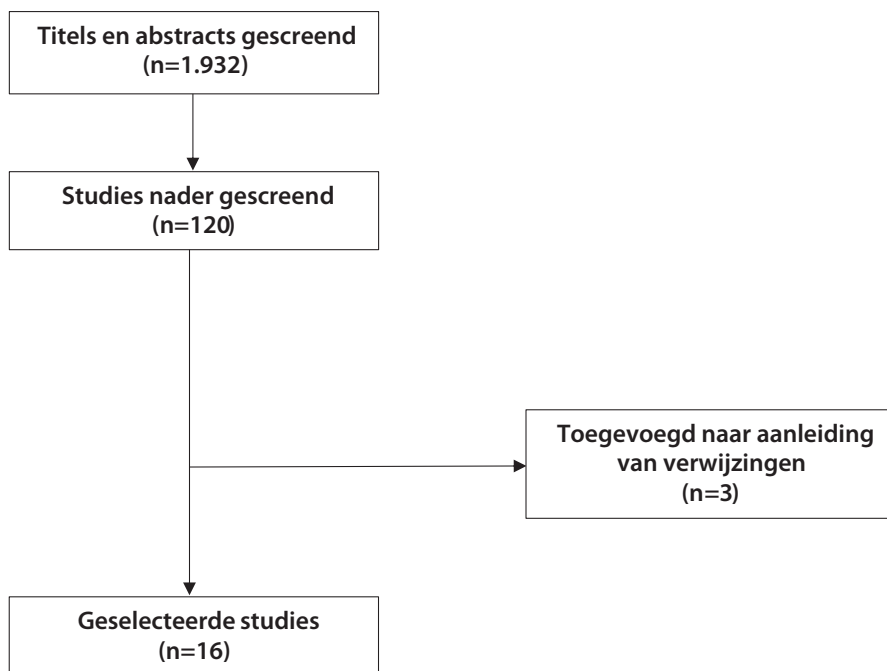 Titels en abstracts gescreend
(n=1.932)
Studies nader gescreend
(n=120)
Toegevoegd naar aanleiding
van verwijzingen
(n=3)
Geselecteerde studies
(n=16)